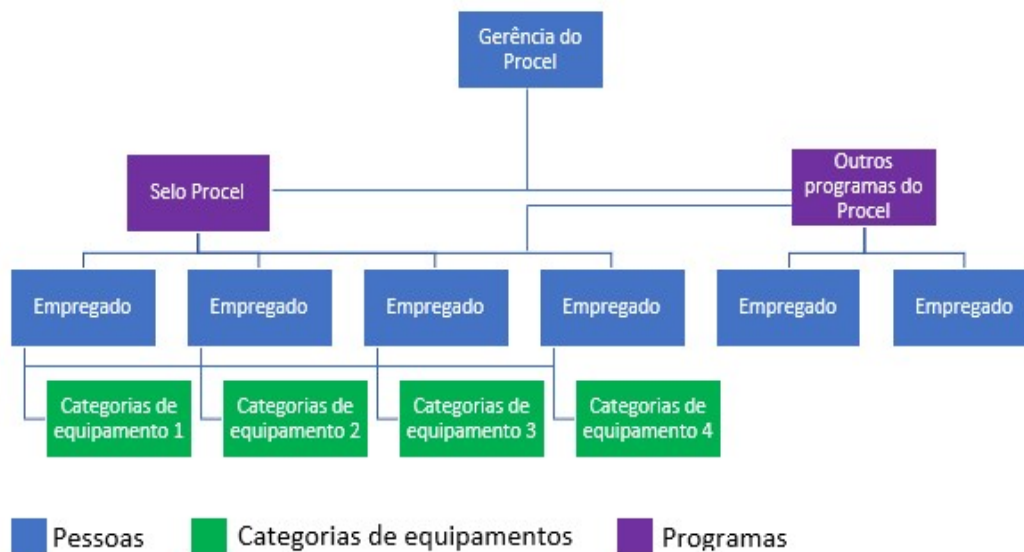 Gerência do
Procel
Selo Procel
Outros
programas do
Procel
Empregado
Empregado
Empregado
Empregado
Empregado
Empregado
Categorias de
equipamento 1
Categorias de
equipamento 2
Categorias de
equipamento 3
Categorias de
equipamento 4
Pessoas
Categorias de equipamentos
Programas